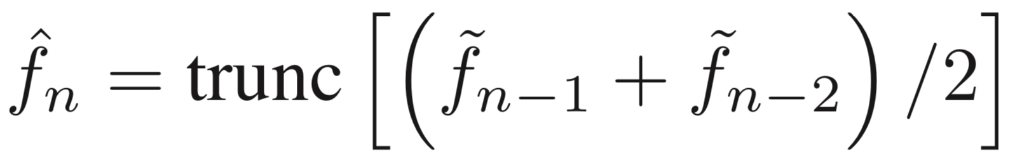 f̂ₙ = trunc [(f̃ₙ₋₁ + f̃ₙ₋₂) /2]